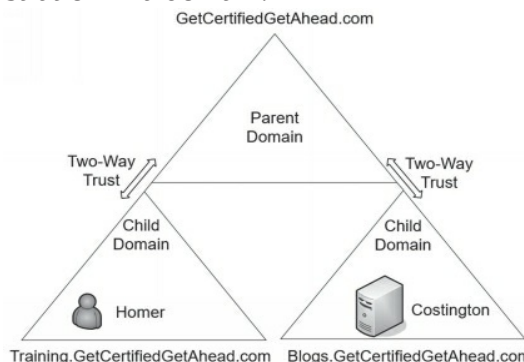 GetCertifiedGetAhead.com
Parent
Domain
Two-Way
Trust
Two-Way
Trust
Child
Domain
Child
Domain
Homer
Costington
Training.GetCertifiedGetAhead.com
Blogs.GetCertifiedGetAhead.com